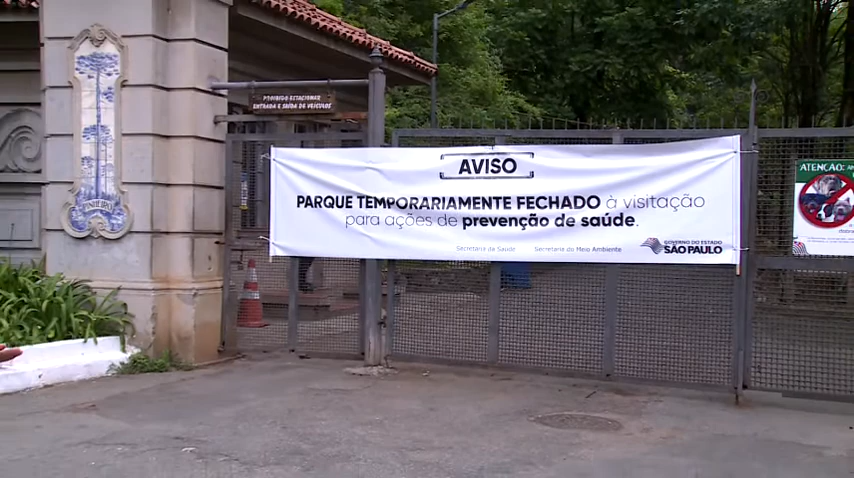 PINHEIRO
PROIBIDO ESTACIONAR
ENTRADA E SAÍDA DE VEÍCULOS
AVISO
PARQUE TEMPORARIAMENTE FECHADO à visitação
para ações de prevenção de saúde.
Secretaria da Saúde Secretaria do Meio Ambiente
GOVERNO DO ESTADO
SÃO PAULO
ATENÇÃO: